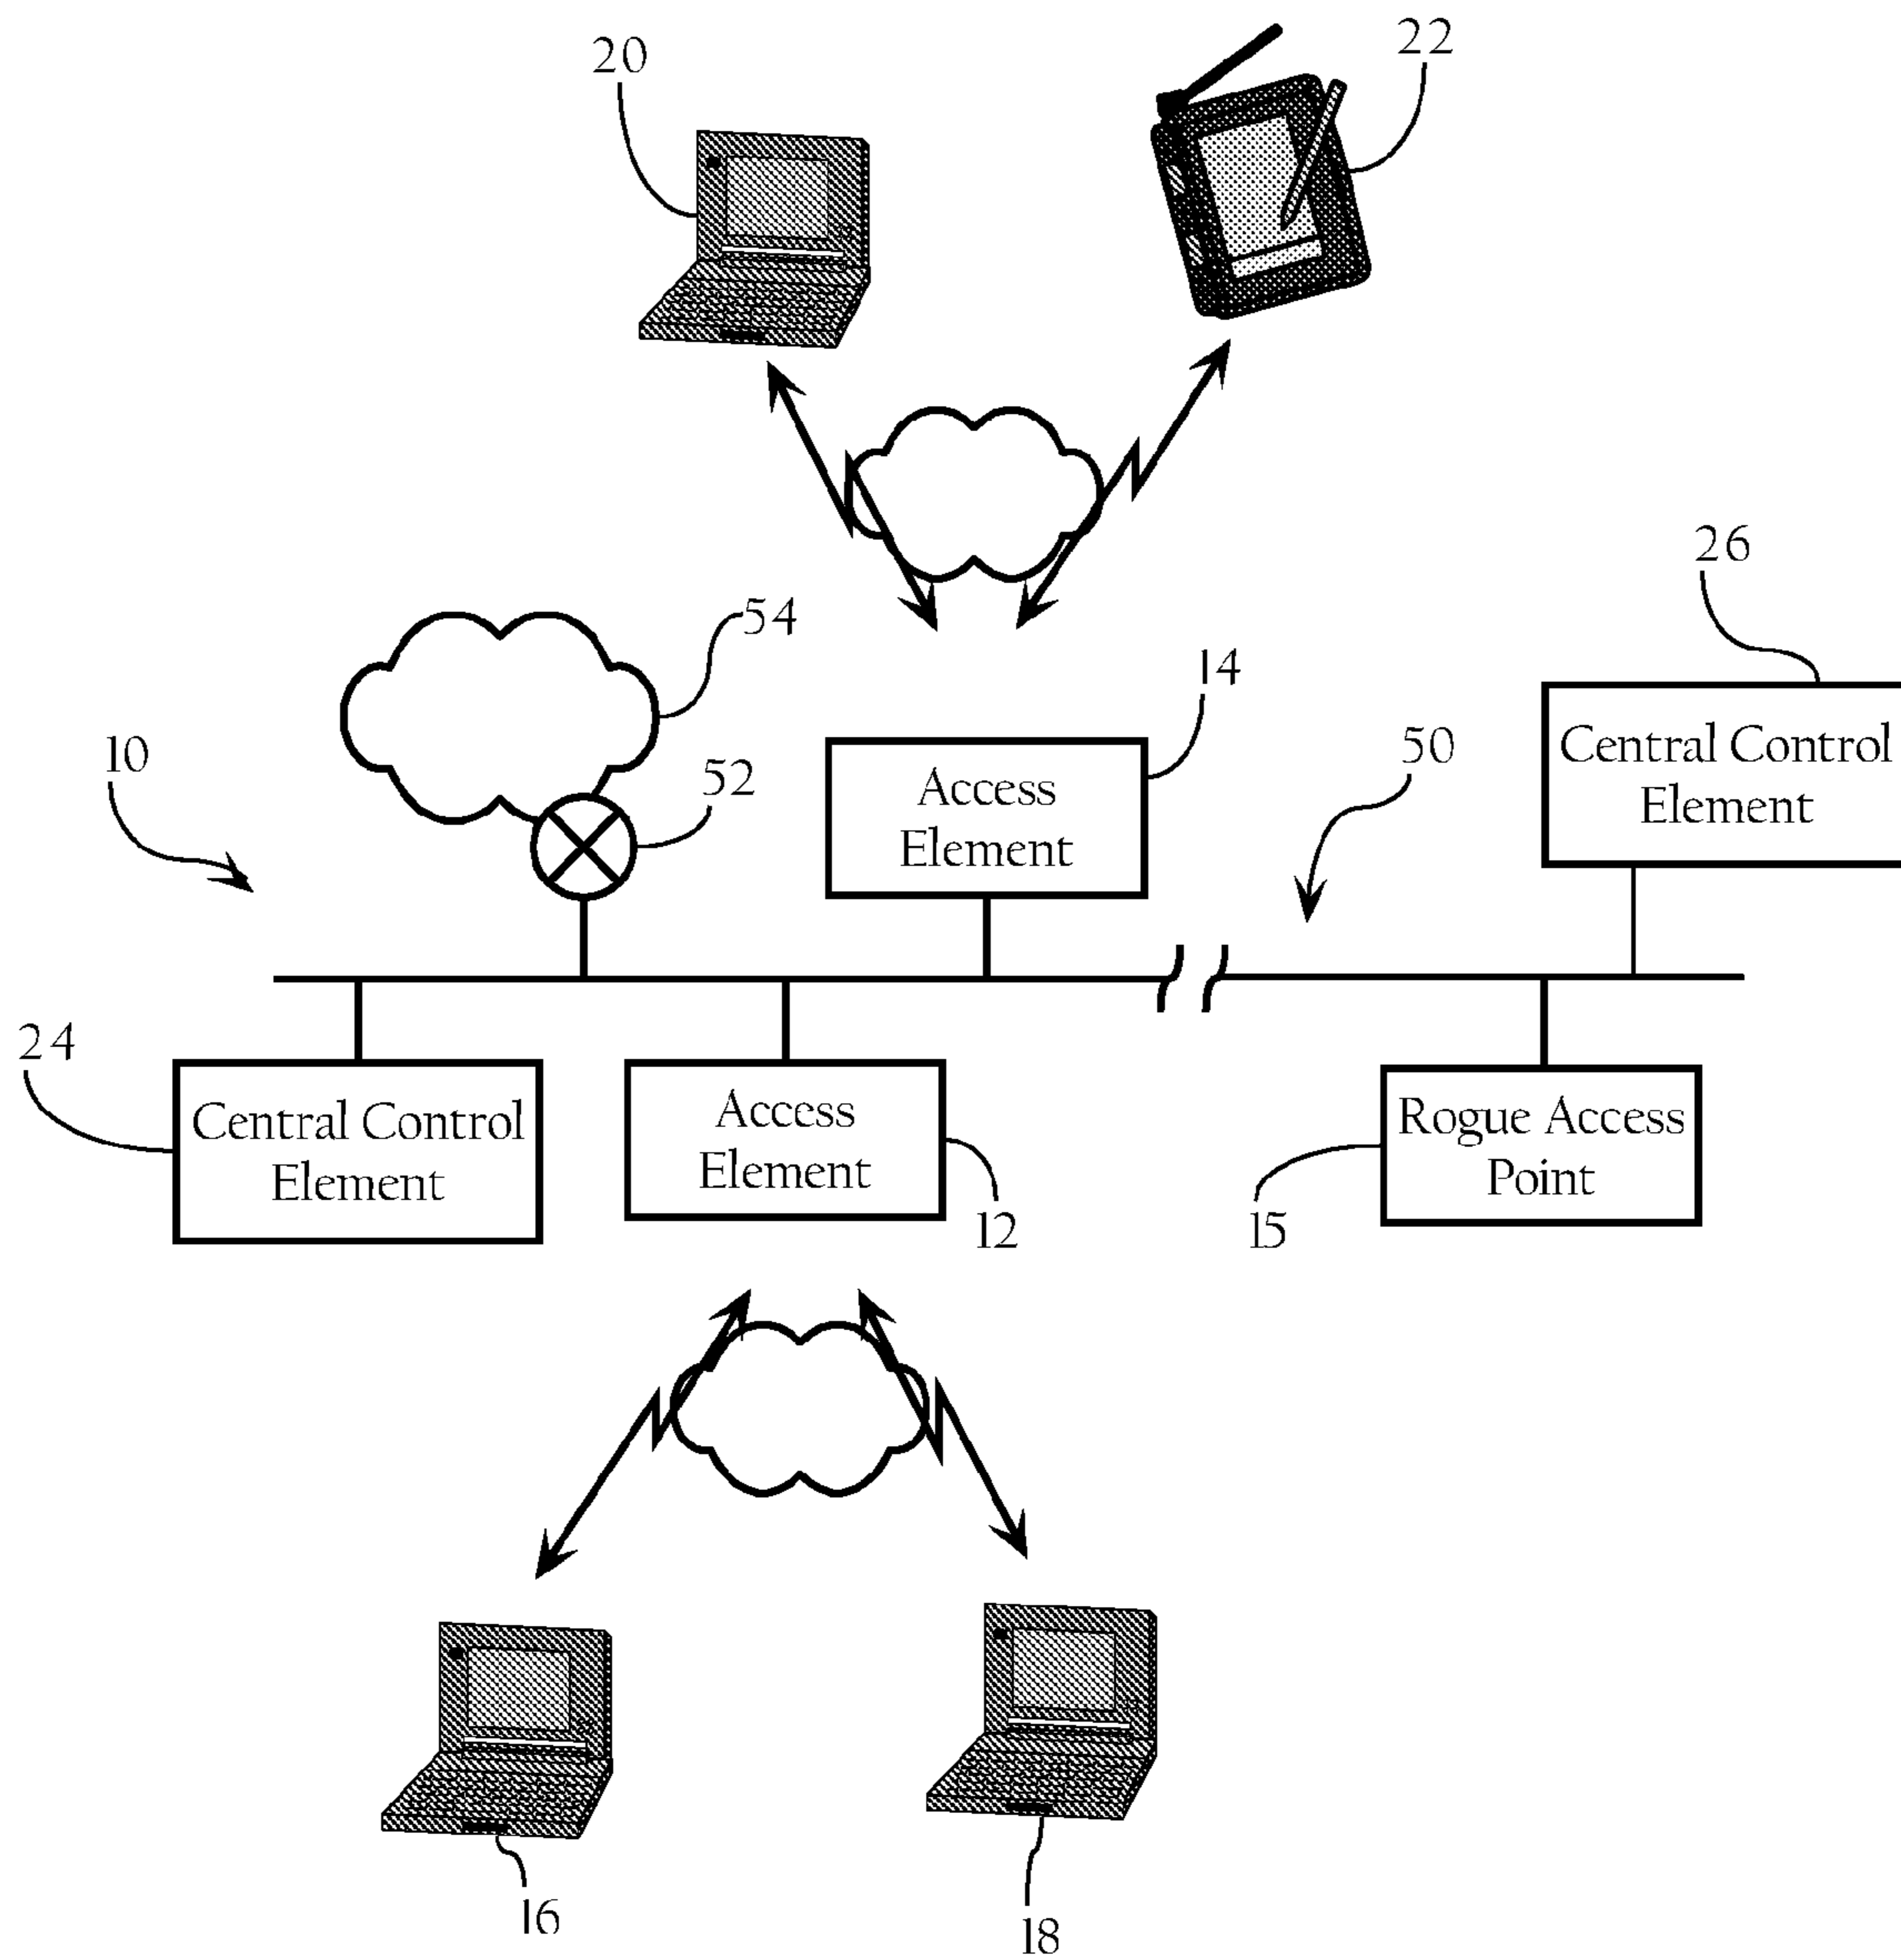 20
22
26
54
14
10
52
50
Central Control
Element
Access
Element
24
Central Control
Element
Access
Element
Rogue Access
Point
12
15
16
18